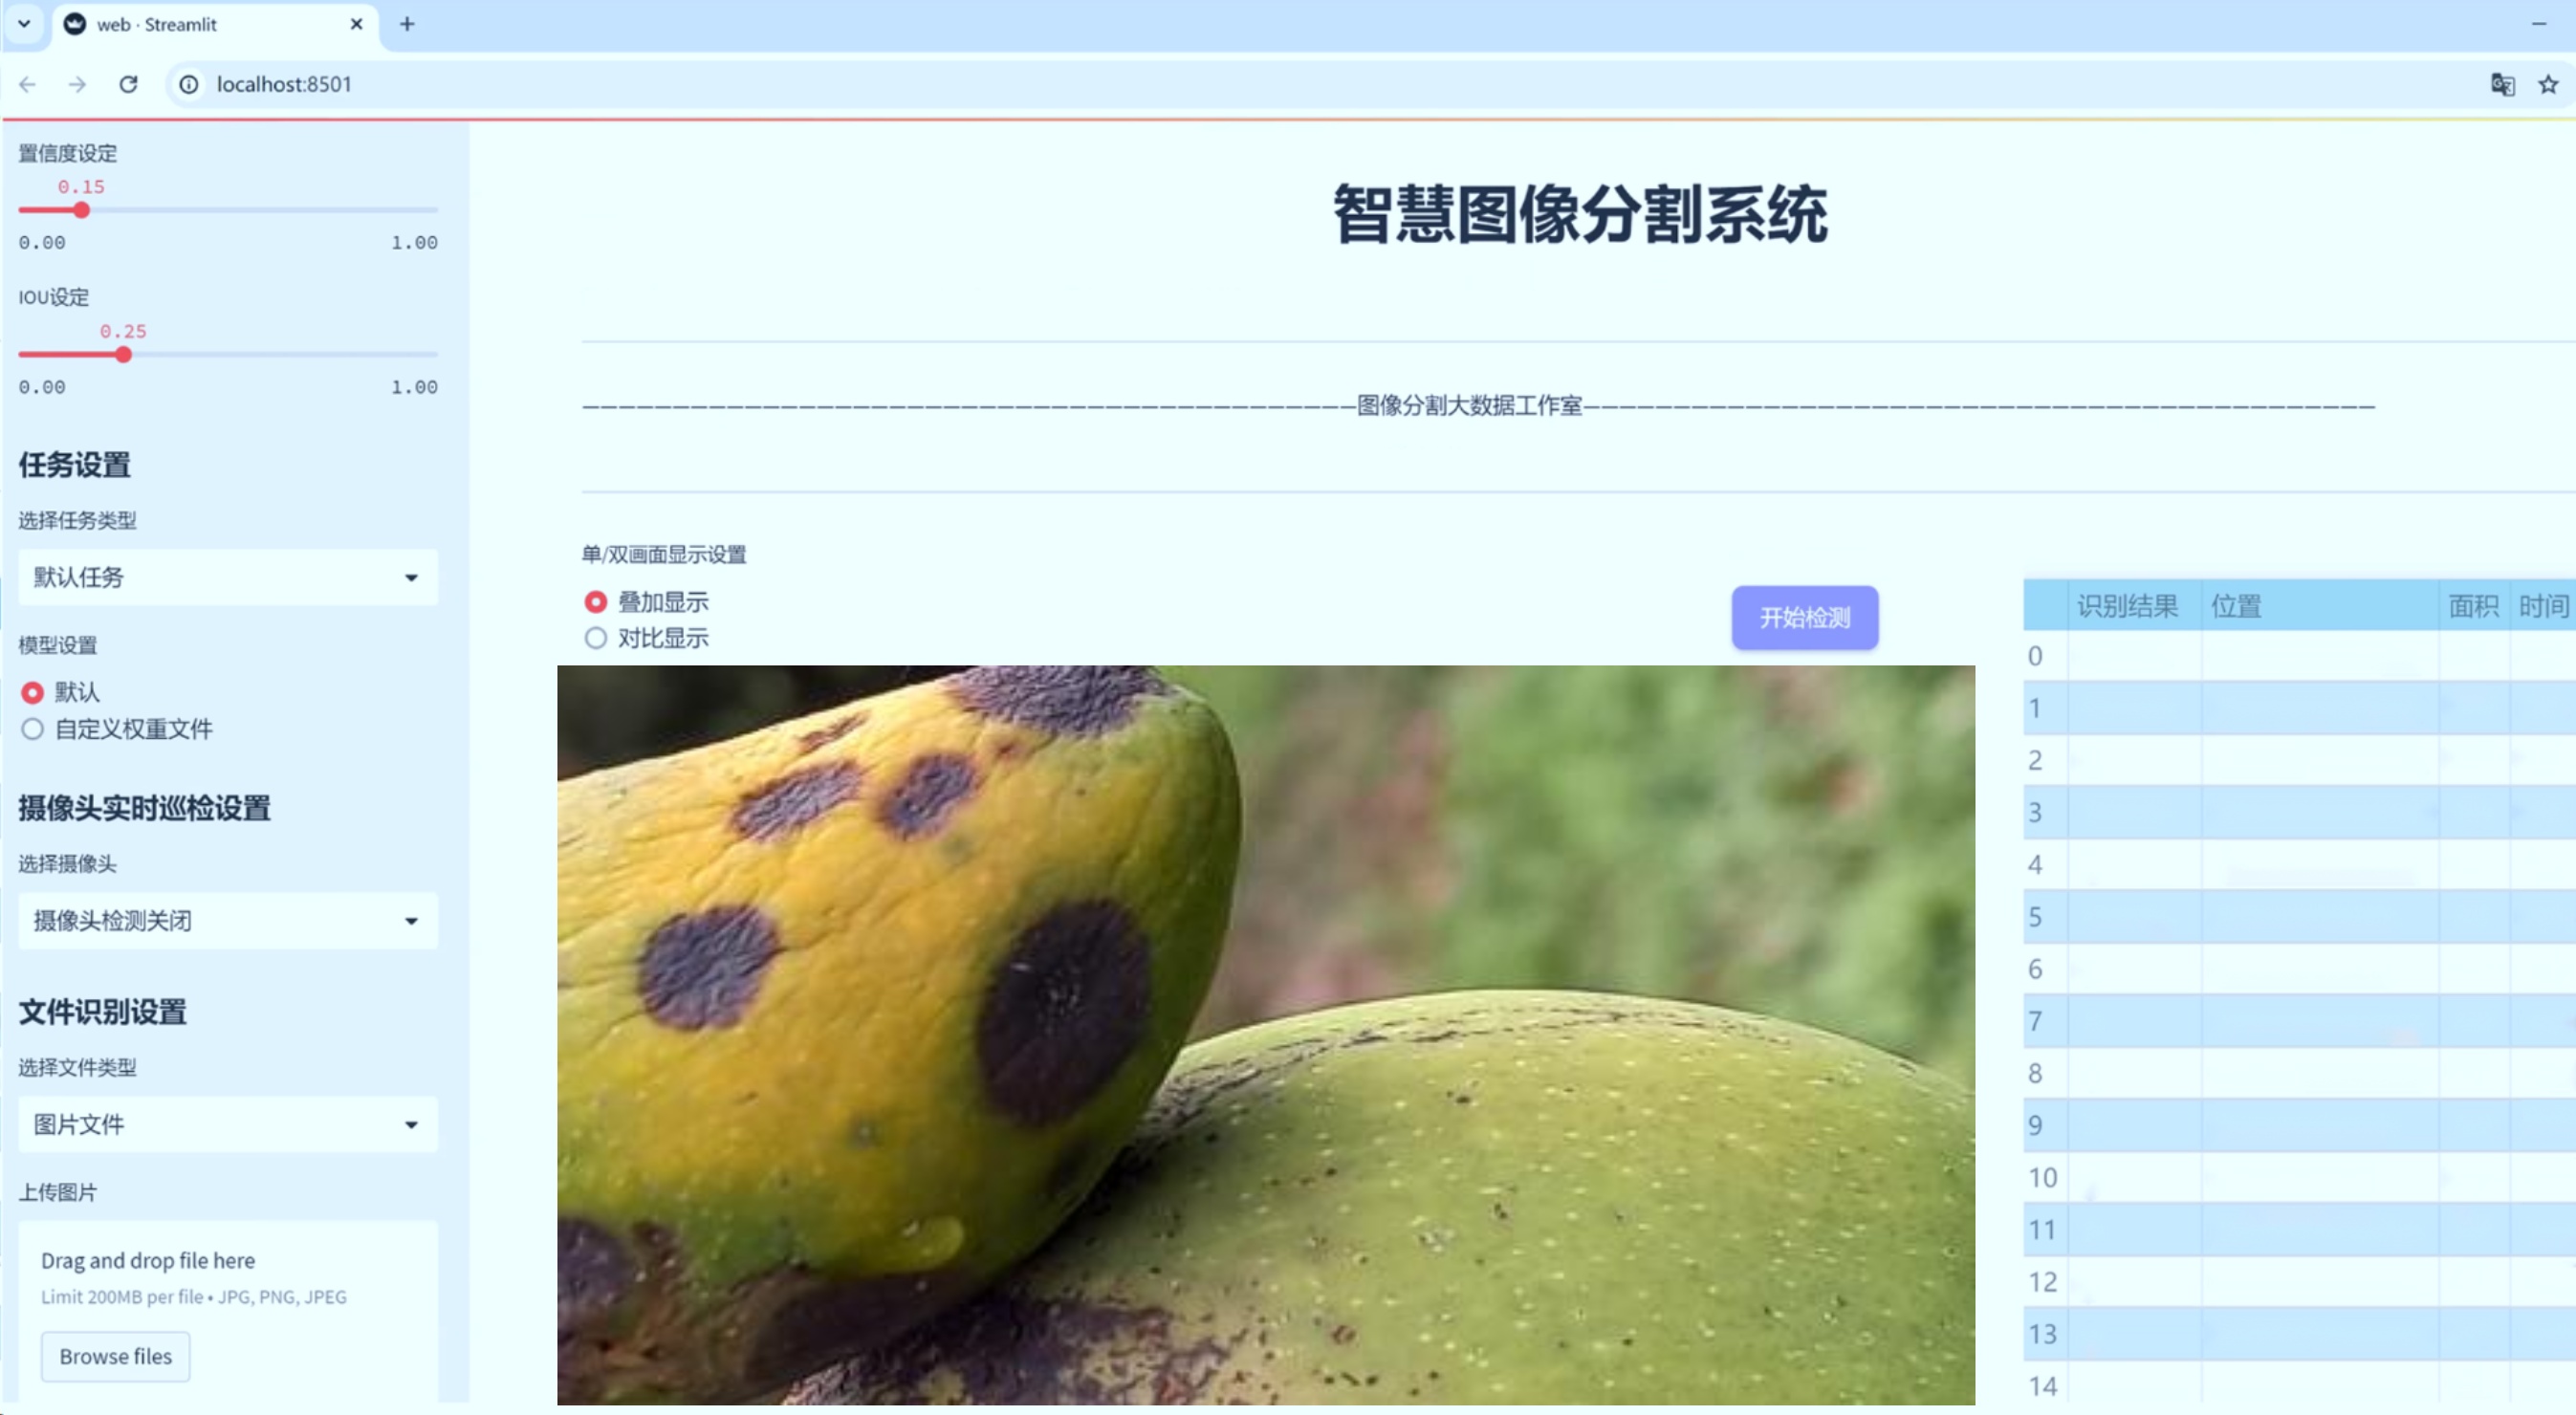 web · Streamlit
localhost:8501
置信度设定
0.15
0.00 1.00
IOU设定
0.25
0.00 1.00
任务设置
选择任务类型
默认任务
模型设置
默认
自定义权重文件
摄像头实时巡检设置
选择摄像头
摄像头检测关闭
文件识别设置
选择文件类型
图片文件
上传图片
Drag and drop file here
Limit 200MB per file • JPG, PNG, JPEG
Browse files
智慧图像分割系统
———————————————————————————————————————————图像分割大数据工作室————————————————————————————————————————————
单/双画面显示设置
叠加显示
对比显示
开始检测
识别结果 位置 面积 时间
0
1
2
3
4
5
6
7
8
9
10
11
12
13
14